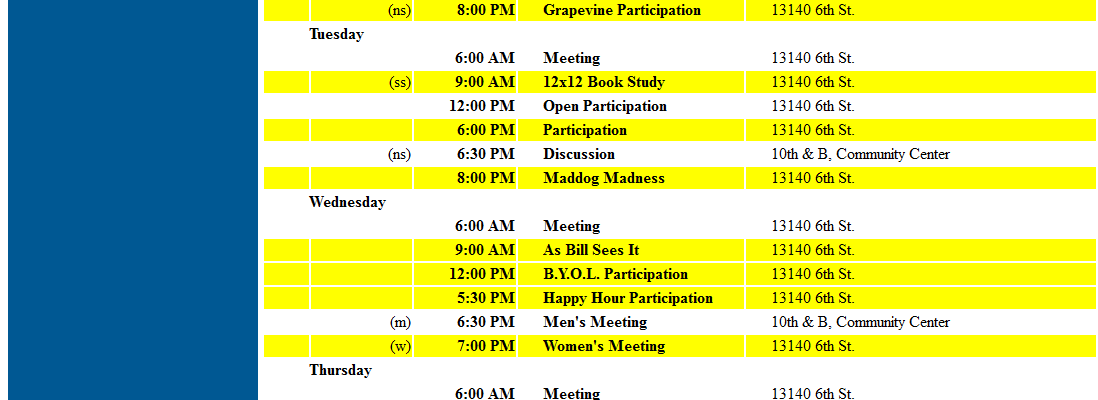 (ns) 8:00 PM Grapevine Participation 13140 6th St.
Tuesday
6:00 AM Meeting 13140 6th St.
(ss) 9:00 AM 12x12 Book Study 13140 6th St.
12:00 PM Open Participation 13140 6th St.
6:00 PM Participation 13140 6th St.
(ns) 6:30 PM Discussion 10th & B, Community Center
8:00 PM Maddog Madness 13140 6th St.
Wednesday
6:00 AM Meeting 13140 6th St.
9:00 AM As Bill Sees It 13140 6th St.
12:00 PM B.Y.O.L. Participation 13140 6th St.
5:30 PM Happy Hour Participation 13140 6th St.
(m) 6:30 PM Men's Meeting 10th & B, Community Center
(w) 7:00 PM Women's Meeting 13140 6th St.
Thursday
6:00 AM Meeting 13140 6th St.